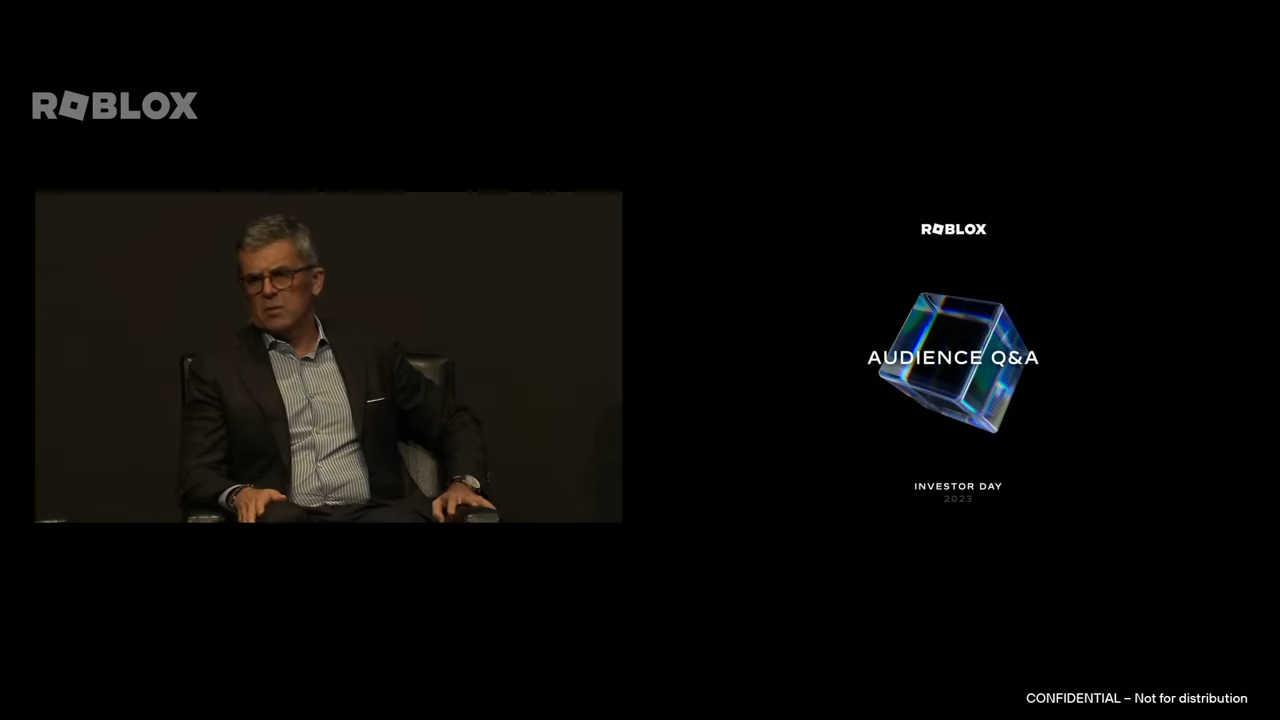 ROBLOX
ROBLOX
AUDIENCE Q&A
INVESTOR DAY
2023
CONFIDENTIAL – Not for distribution